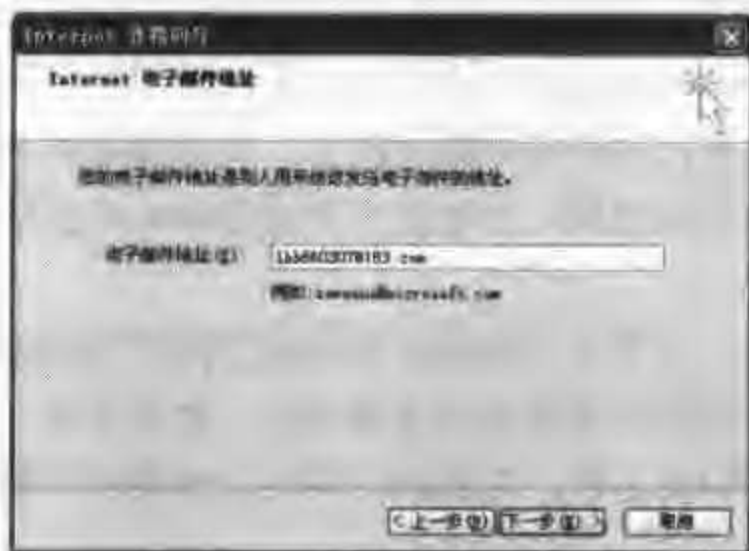 Internet 连接向导
Internet 电子邮件地址
您的电子邮件地址是别人用来给您发送电子邮件的地址。
电子邮件地址(E)
例如:someone@microsoft.com
<上一步(B) 下一步(N)> 取消